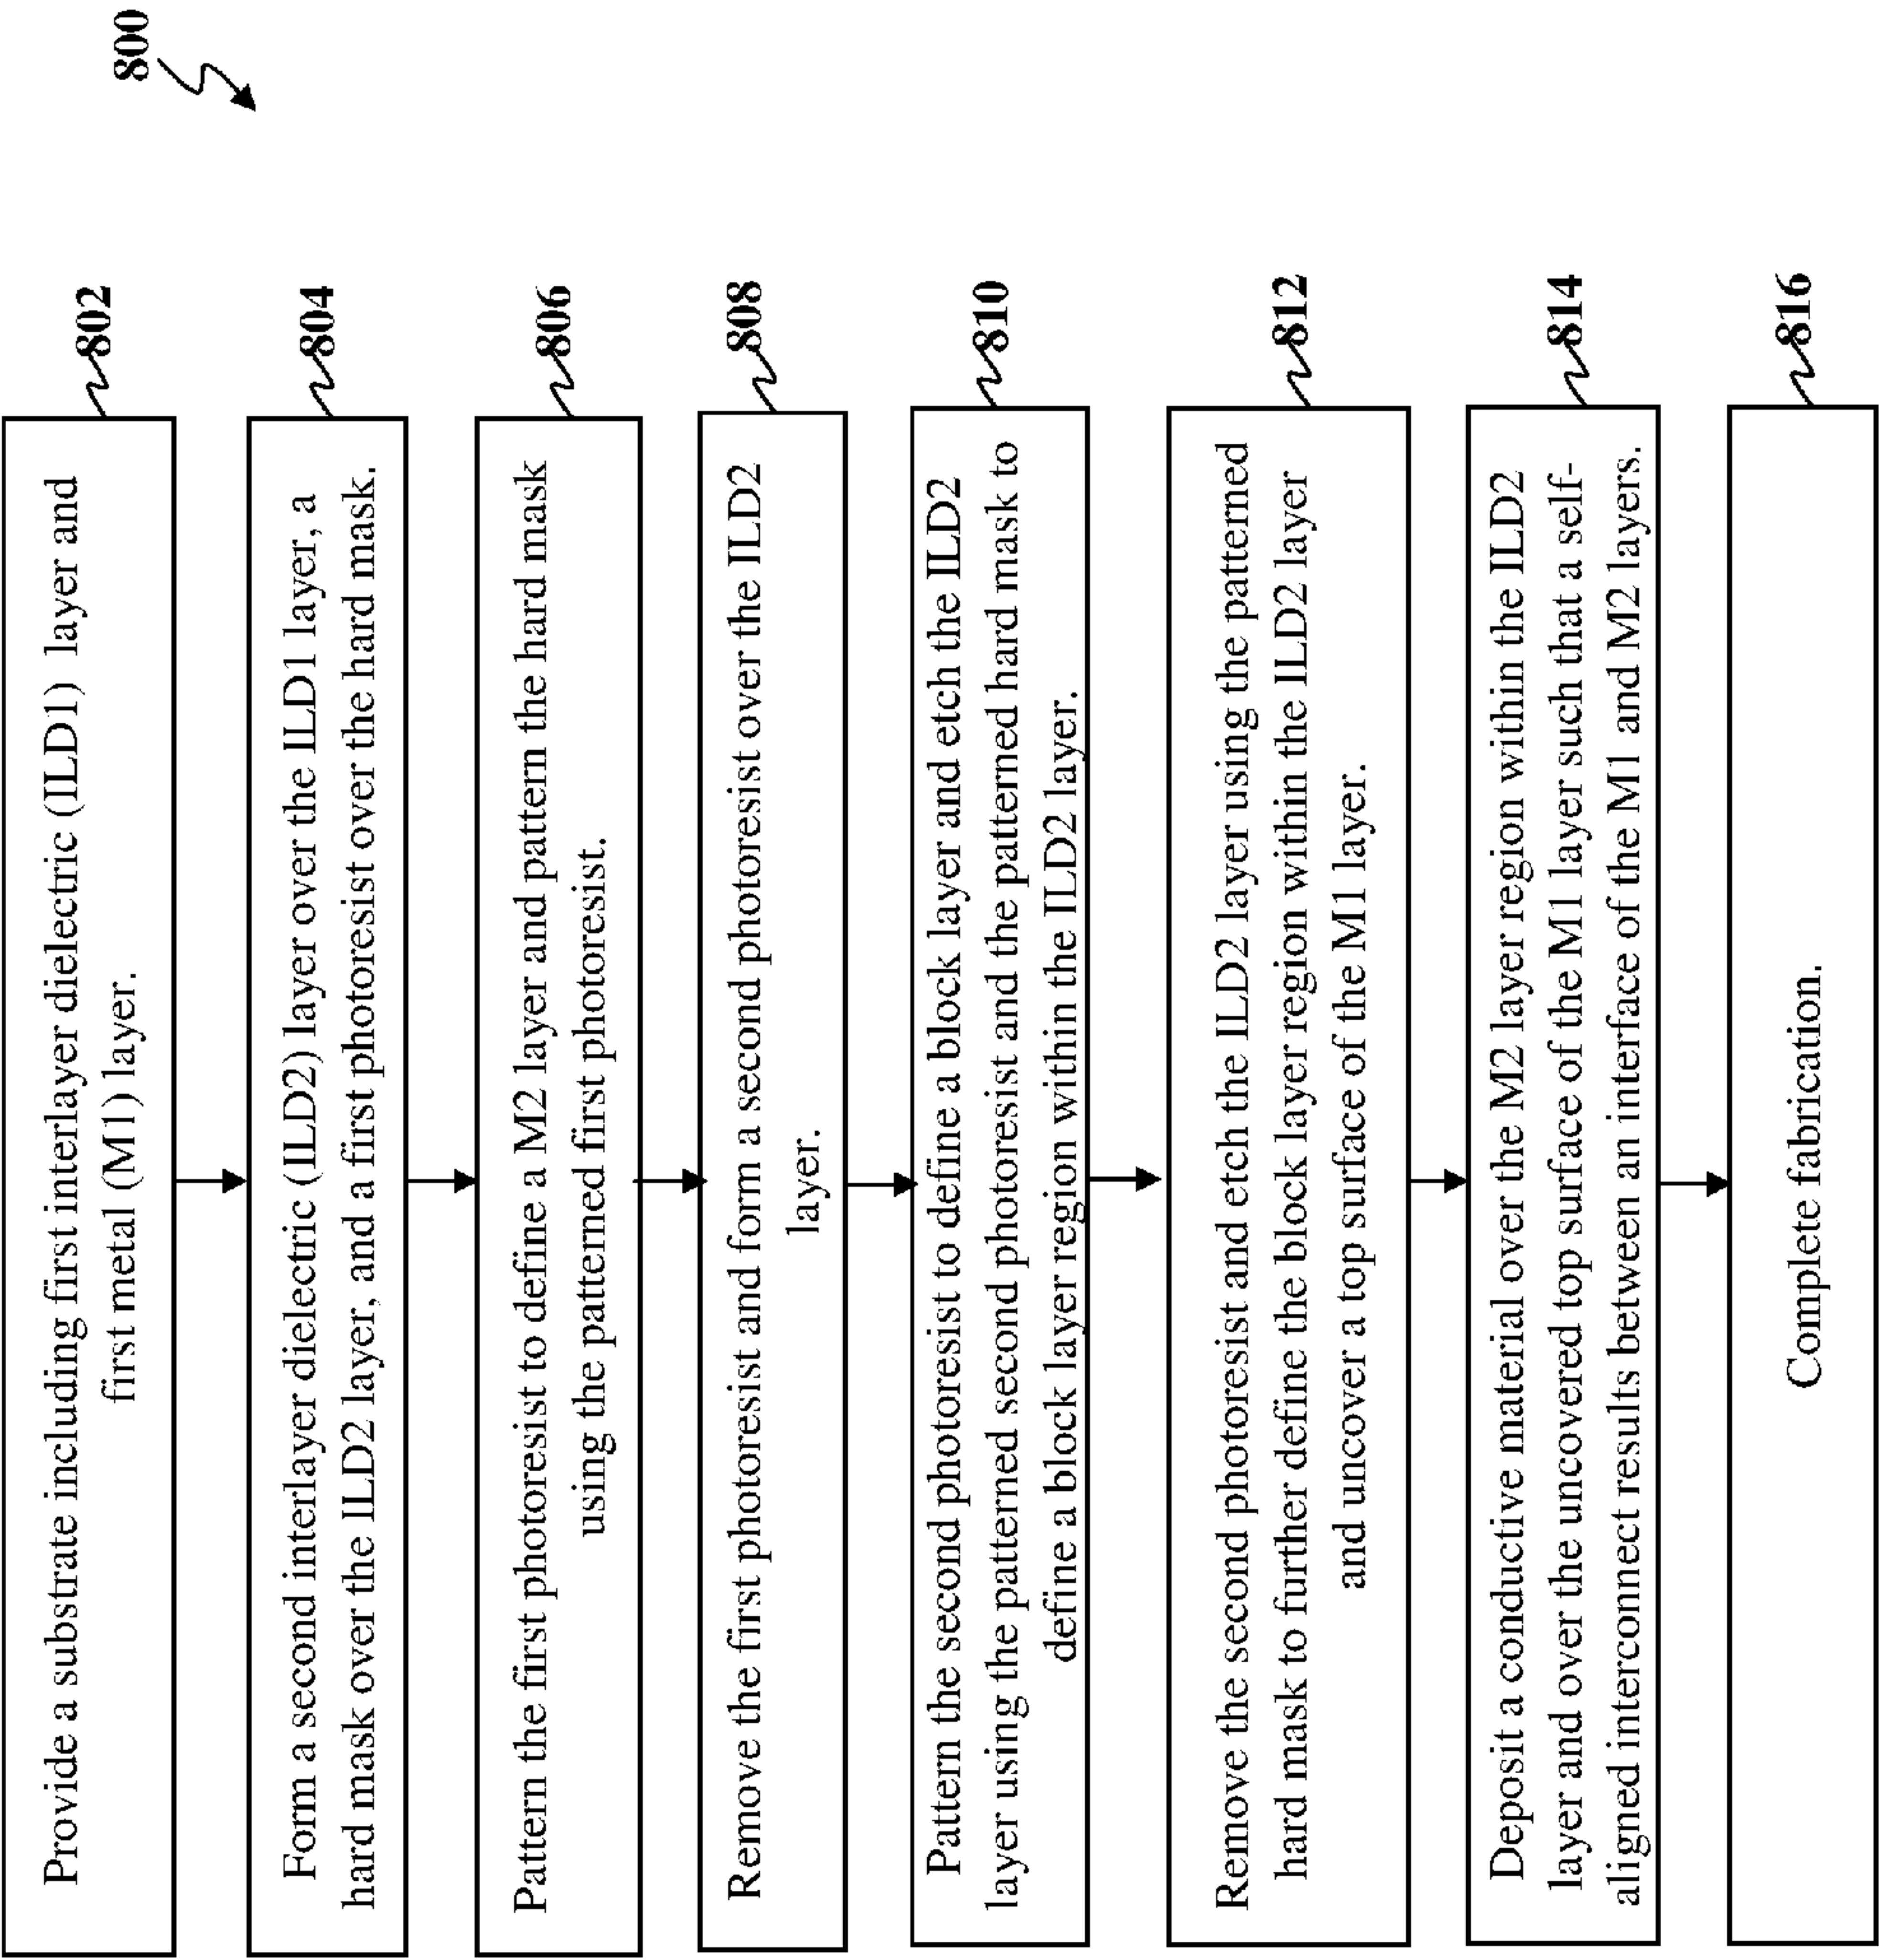 800
Provide a substrate including first interlayer dielectric (ILD1) layer and
first metal (M1) layer.
802
Form a second interlayer dielectric (ILD2) layer over the ILD1 layer, a
hard mask over the ILD2 layer, and a first photoresist over the hard mask.
804
Pattern the first photoresist to define a M2 layer and pattern the hard mask
using the patterned first photoresist.
806
Remove the first photoresist and form a second photoresist over the ILD2
layer.
808
Pattern the second photoresist to define a block layer and etch the ILD2
layer using the patterned second photoresist and the patterned hard mask to
define a block layer region within the ILD2 layer.
810
Remove the second photoresist and etch the ILD2 layer using the patterned
hard mask to further define the block layer region within the ILD2 layer
and uncover a top surface of the M1 layer.
812
Deposit a conductive material over the M2 layer region within the ILD2
layer and over the uncovered top surface of the M1 layer such that a self-
aligned interconnect results between an interface of the M1 and M2 layers.
814
Complete fabrication.
816